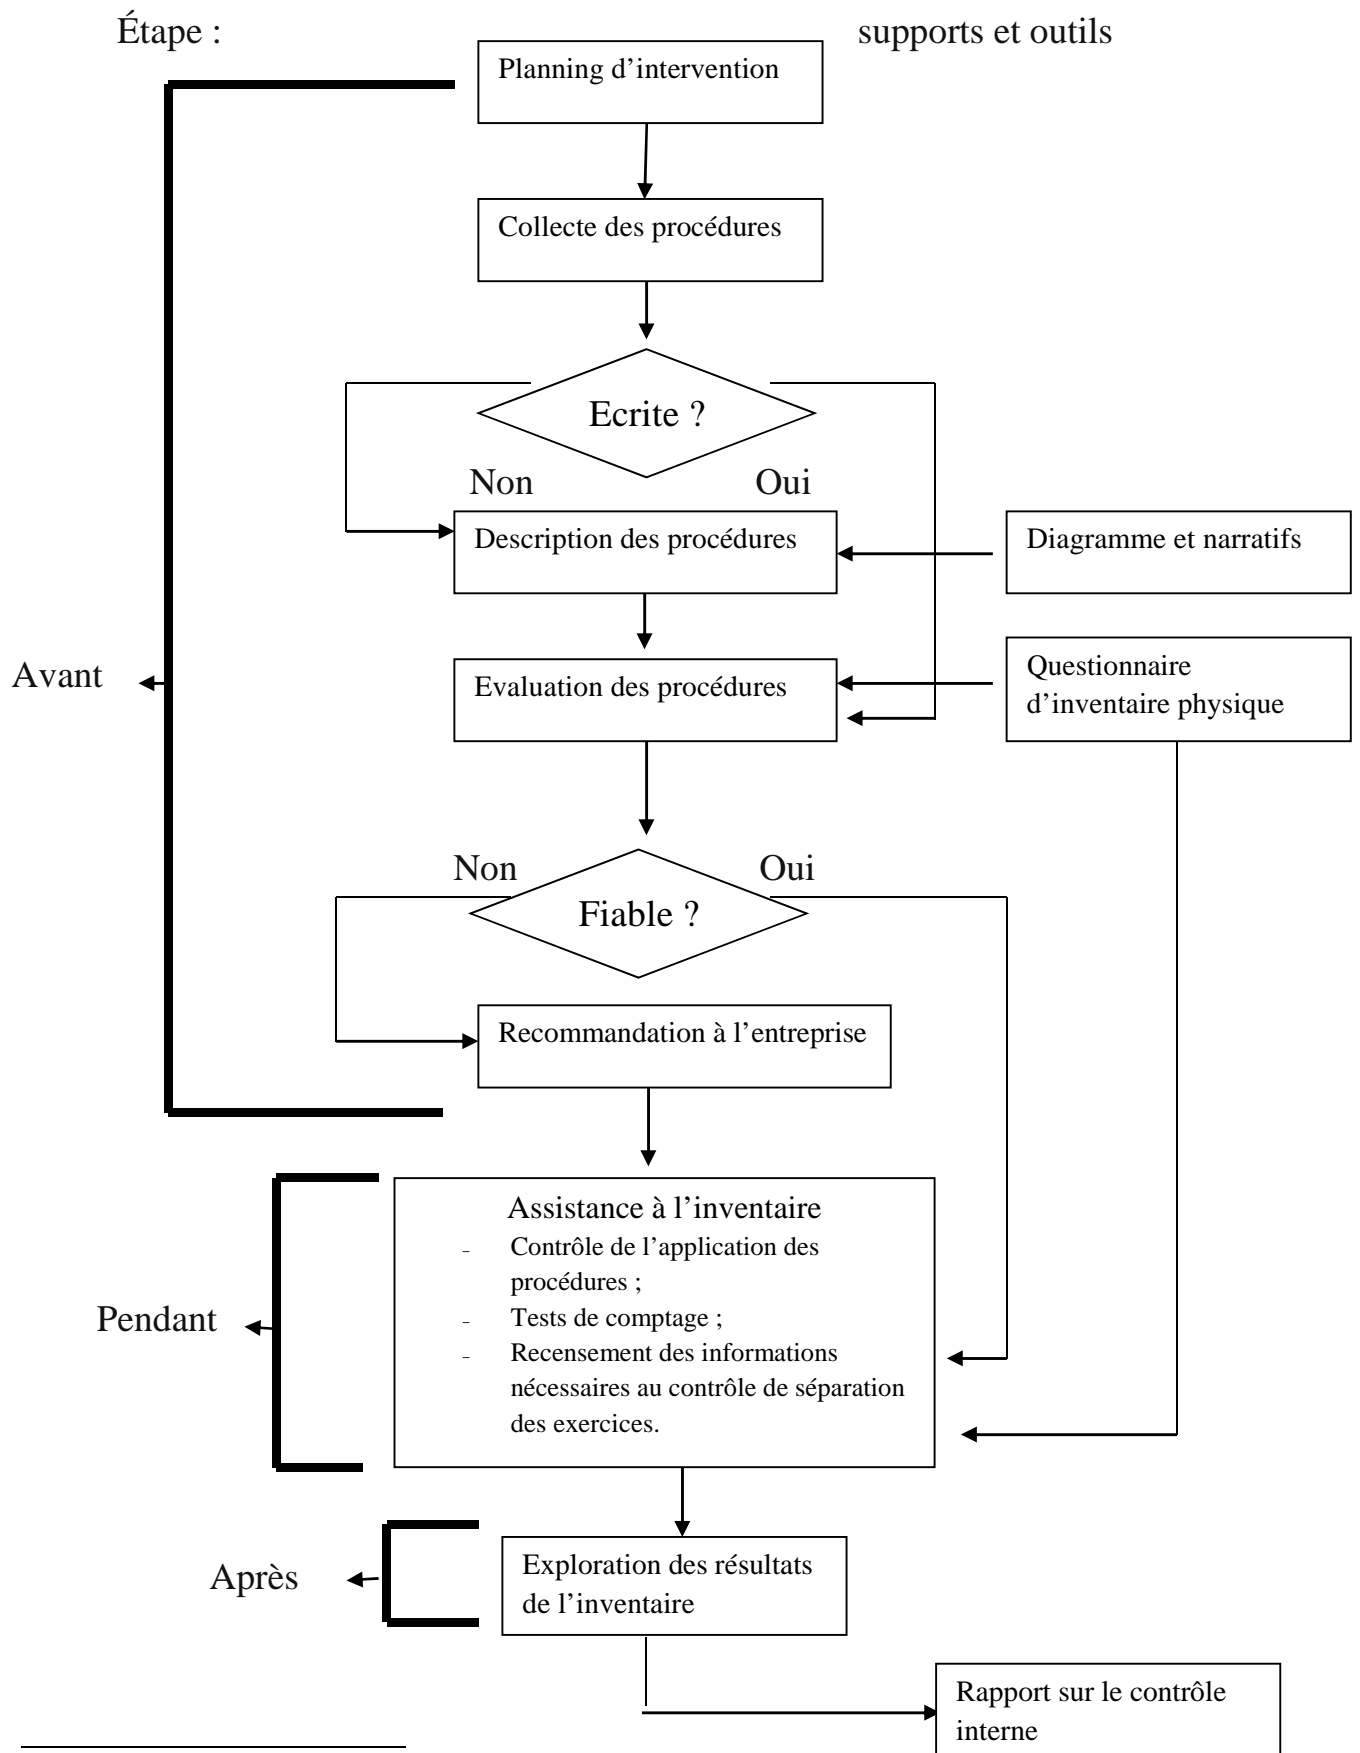 Étape :
supports et outils
Planning d’intervention
Collecte des procédures
Ecrite ?
Non
Oui
Description des procédures
Diagramme et narratifs
Avant
Evaluation des procédures
Questionnaire
d’inventaire physique
Non
Oui
Fiable ?
Recommandation à l’entreprise
Pendant
Assistance à l’inventaire
- Contrôle de l’application des
procédures ;
- Tests de comptage ;
- Recensement des informations
nécessaires au contrôle de séparation
des exercices.
Après
Exploration des résultats
de l’inventaire
Rapport sur le contrôle
interne